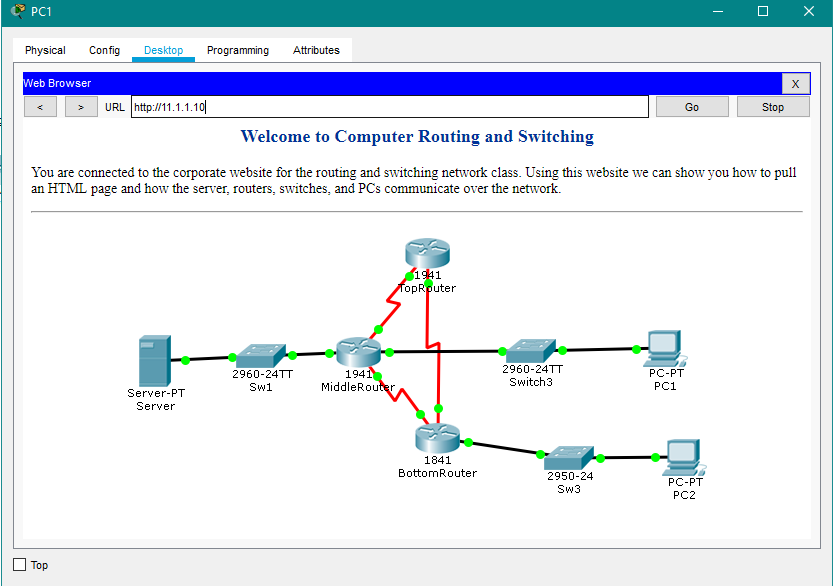 PC1
Physical Config Desktop Programming Attributes
Web Browser X
< > URL http://11.1.1.10 Go Stop
Welcome to Computer Routing and Switching
You are connected to the corporate website for the routing and switching network class. Using this website we can show you how to pull
an HTML page and how the server, routers, switches, and PCs communicate over the network.
1941
TopRouter
Server-PT
Server
2960-24TT
Sw1
1941
MiddleRouter
2960-24TT
Switch3
PC-PT
PC1
1841
BottomRouter
2950-24
Sw3
PC-PT
PC2
Top